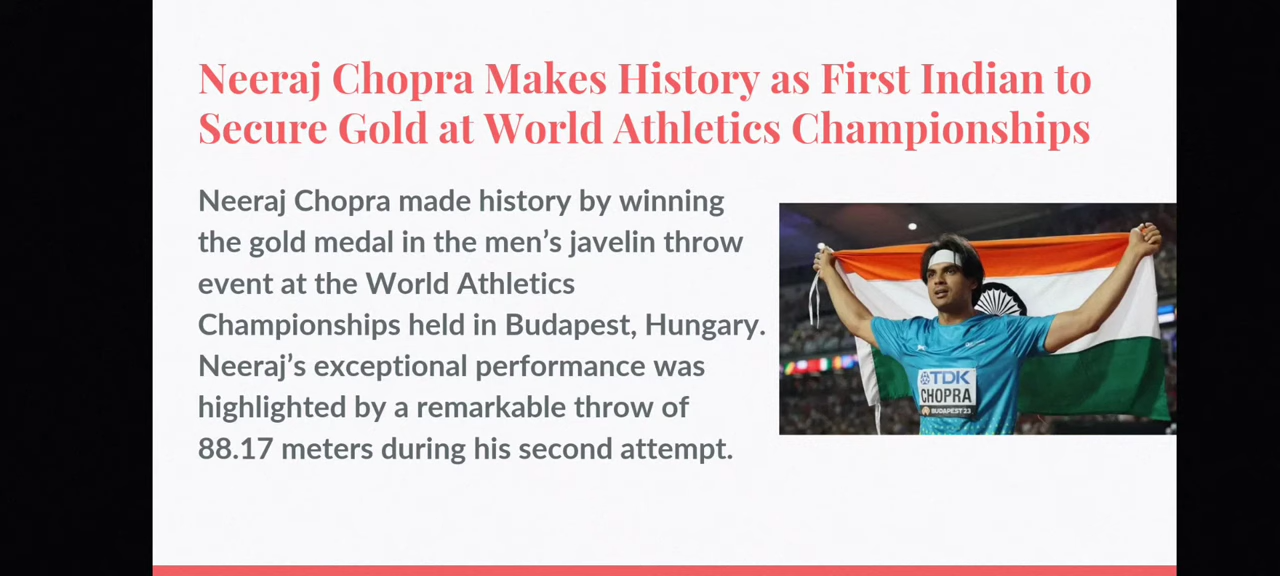 Neeraj Chopra Makes History as First Indian to
Secure Gold at World Athletics Championships
Neeraj Chopra made history by winning
the gold medal in the men’s javelin throw
event at the World Athletics
Championships held in Budapest, Hungary.
Neeraj’s exceptional performance was
highlighted by a remarkable throw of
88.17 meters during his second attempt.
TDK
CHOPRA
BUDAPEST 23